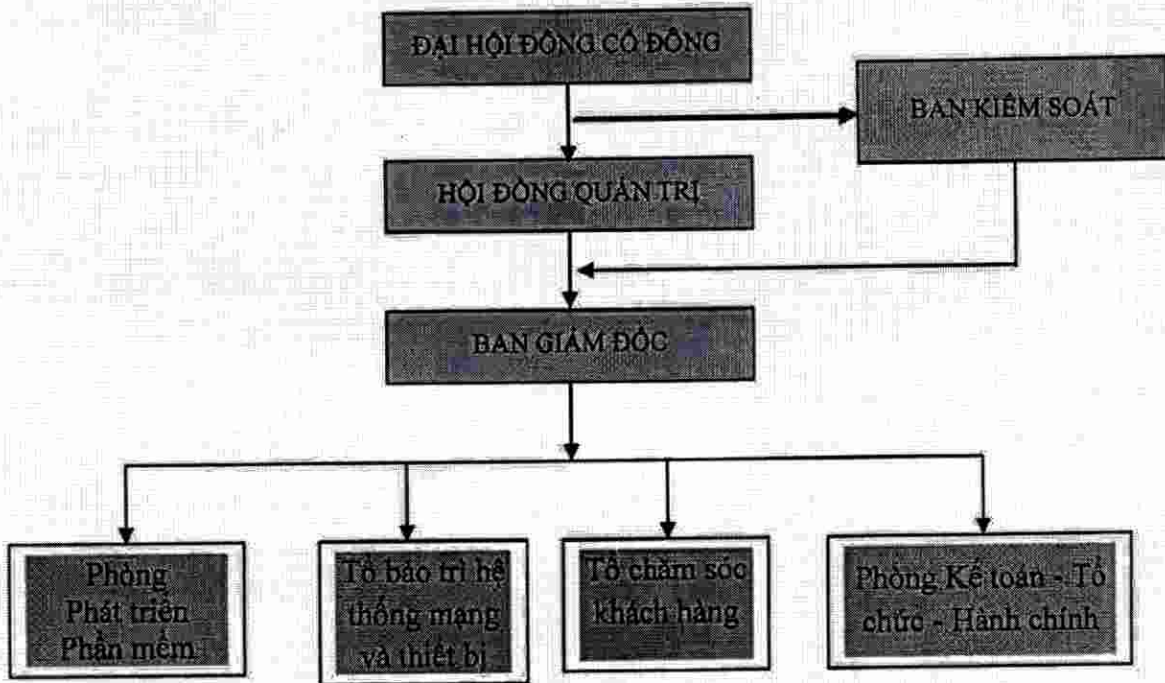 ĐẠI HỘI ĐỒNG CỔ ĐÔNG
BAN KIỂM SOÁT
HỘI ĐỒNG QUẢN TRỊ
BAN GIÁM ĐỐC
Phòng
Phát triển
Phần mềm
Tổ bảo trì hệ
thống mạng
và thiết bị
Tổ chăm sóc
khách hàng
Phòng Kế toán - Tổ
chức - Hành chính